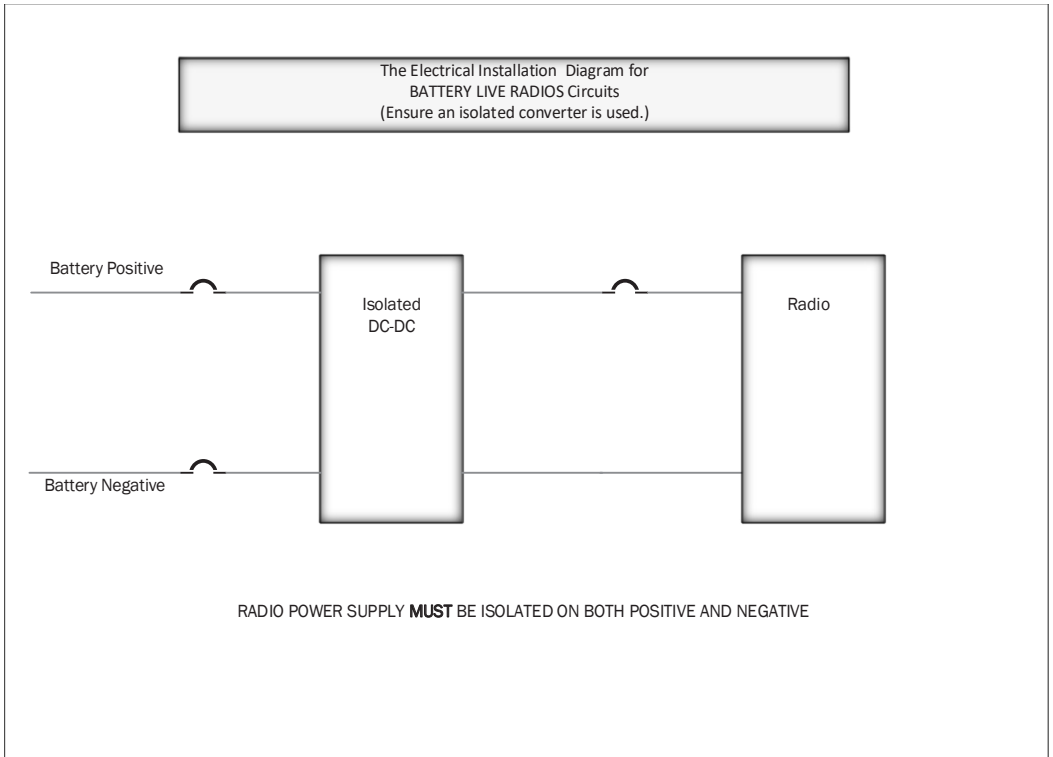 The Electrical Installation Diagram for
BATTERY LIVE RADIOS Circuits
(Ensure an isolated converter is used.)
Battery Positive
Isolated
DC-DC
Radio
Battery Negative
RADIO POWER SUPPLY MUST BE ISOLATED ON BOTH POSITIVE AND NEGATIVE